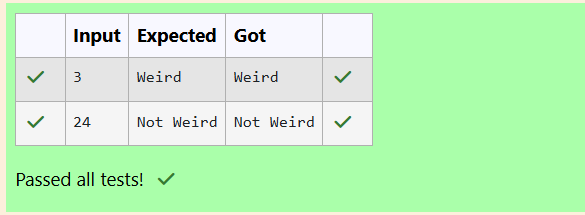 Input Expected Got
3 Weird Weird
24 Not Weird Not Weird
Passed all tests!